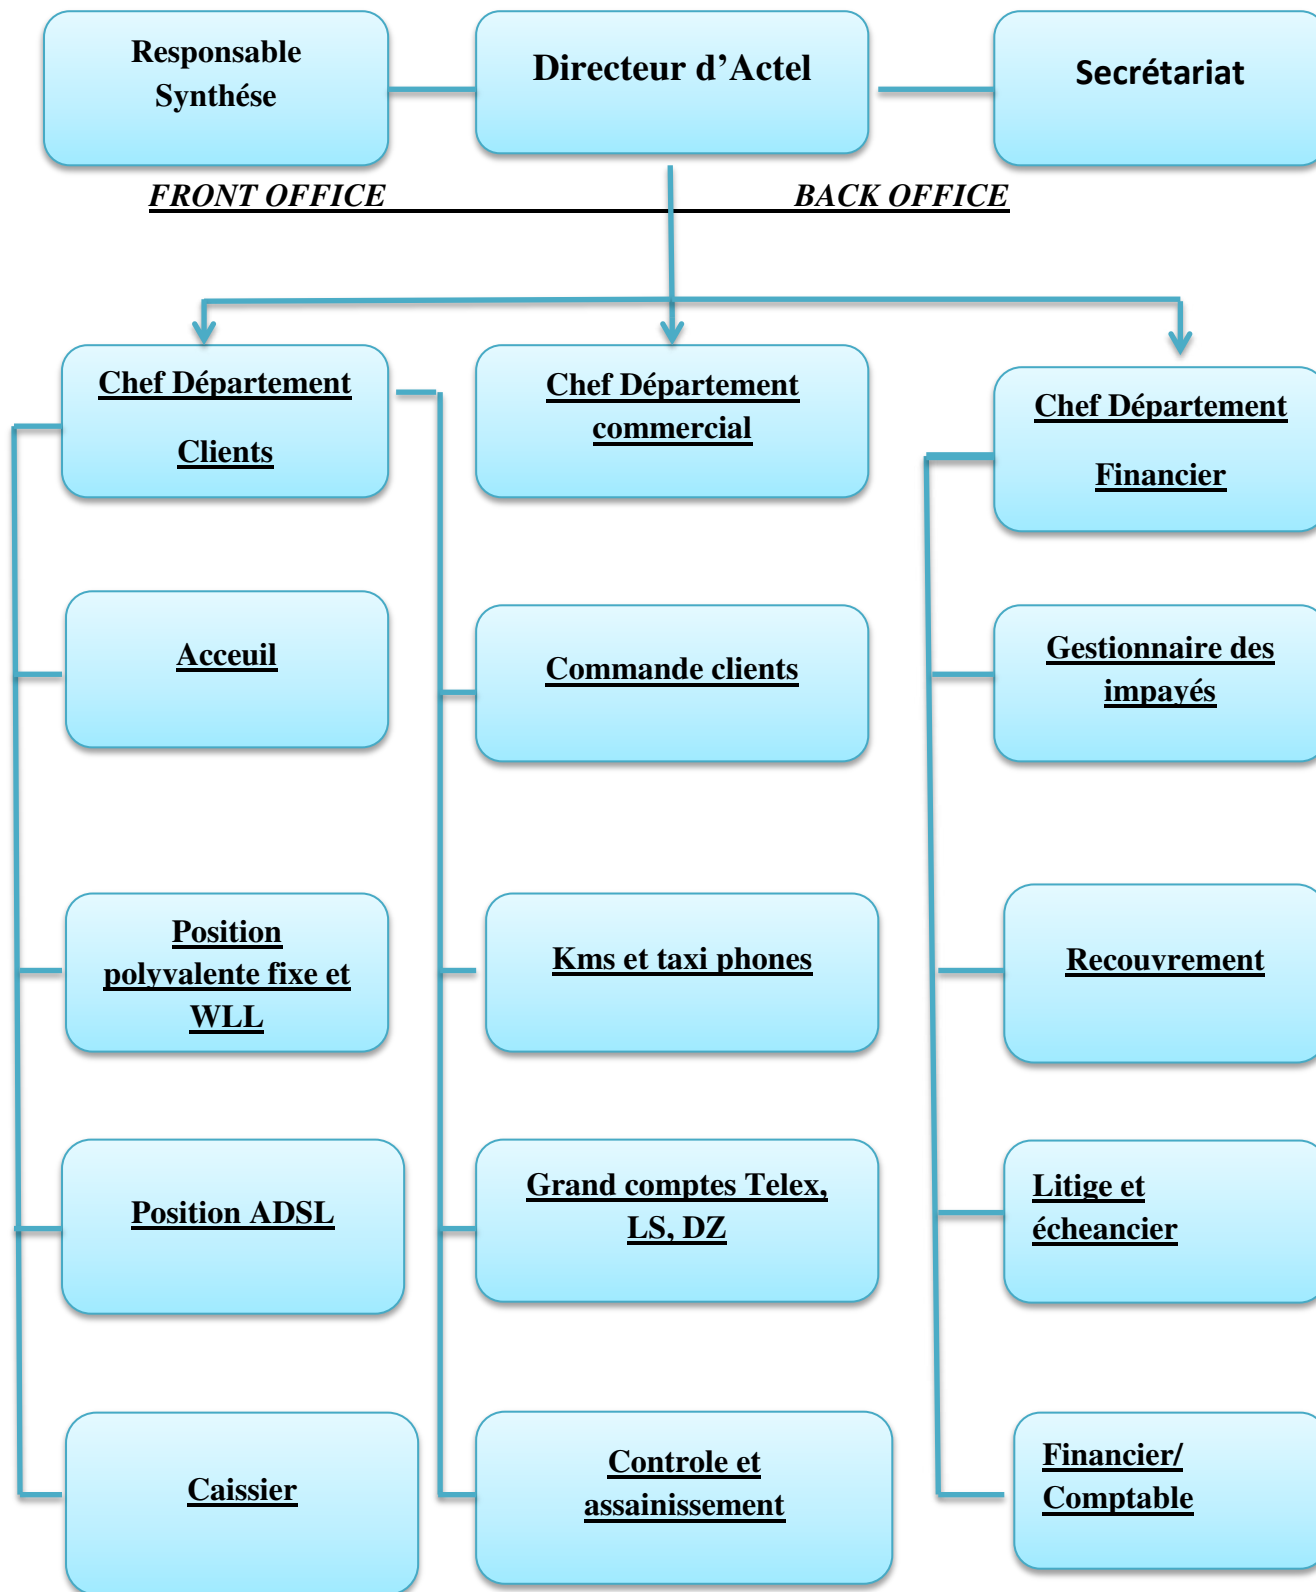 Responsable
Synthése
Directeur d’Actel
Secrétariat
FRONT OFFICE
BACK OFFICE
Chef Département
Clients
Chef Département
commercial
Chef Département
Financier
Acceuil
Commande clients
Gestionnaire des
impayés
Position
polyvalente fixe et
WLL
Kms et taxi phones
Recouvrement
Position ADSL
Grand comptes Telex,
LS, DZ
Litige et
écheancier
Caissier
Controle et
assainissement
Financier/
Comptable